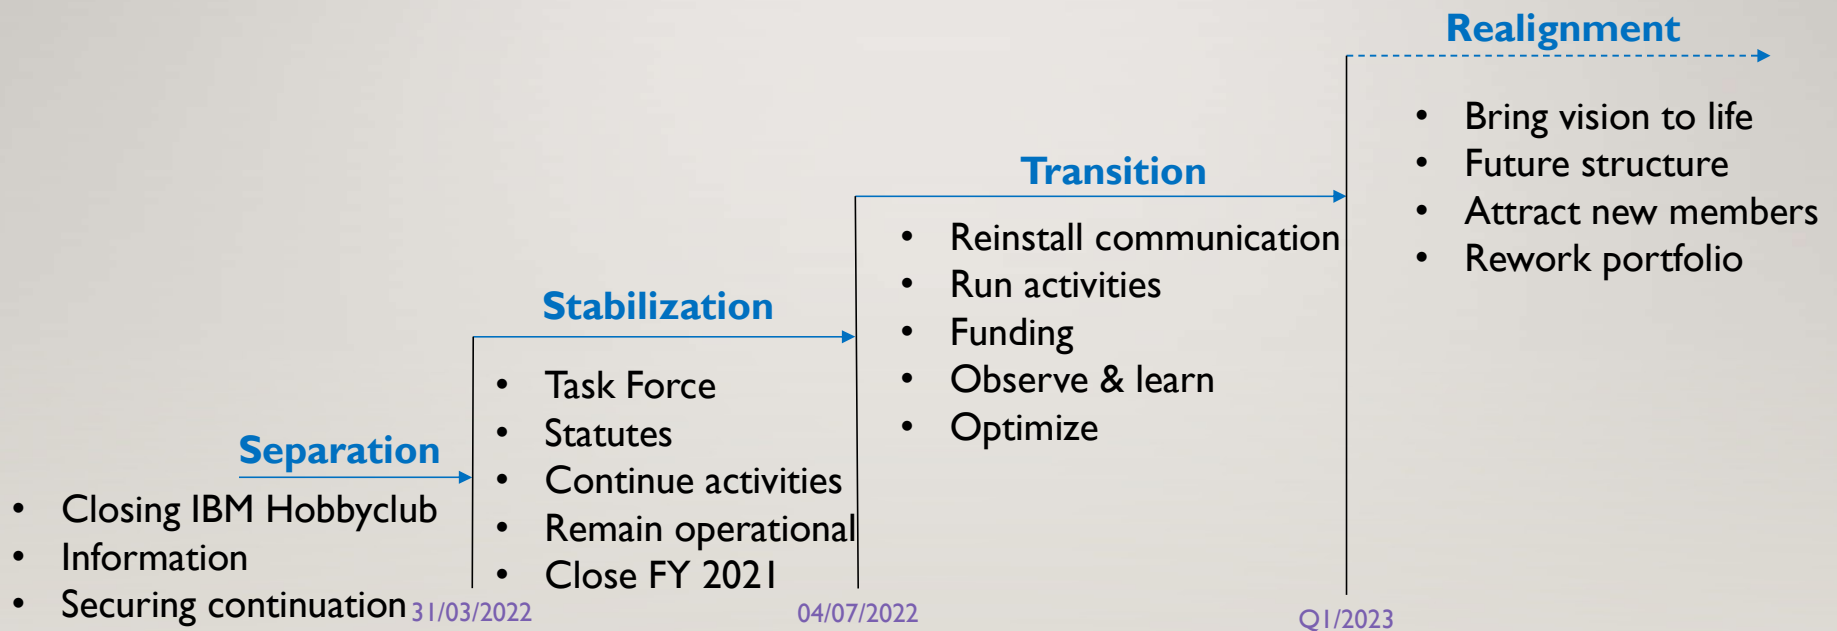 Realignment
• Bring vision to life
• Future structure
• Attract new members
• Rework portfolio
Transition
• Reinstall communication
• Run activities
• Funding
• Observe & learn
• Optimize
Stabilization
• Task Force
• Statutes
• Continue activities
• Remain operational
• Close FY 2021
Separation
• Closing IBM Hobbyclub
• Information
• Securing continuation
31/03/2022
04/07/2022
Q1/2023